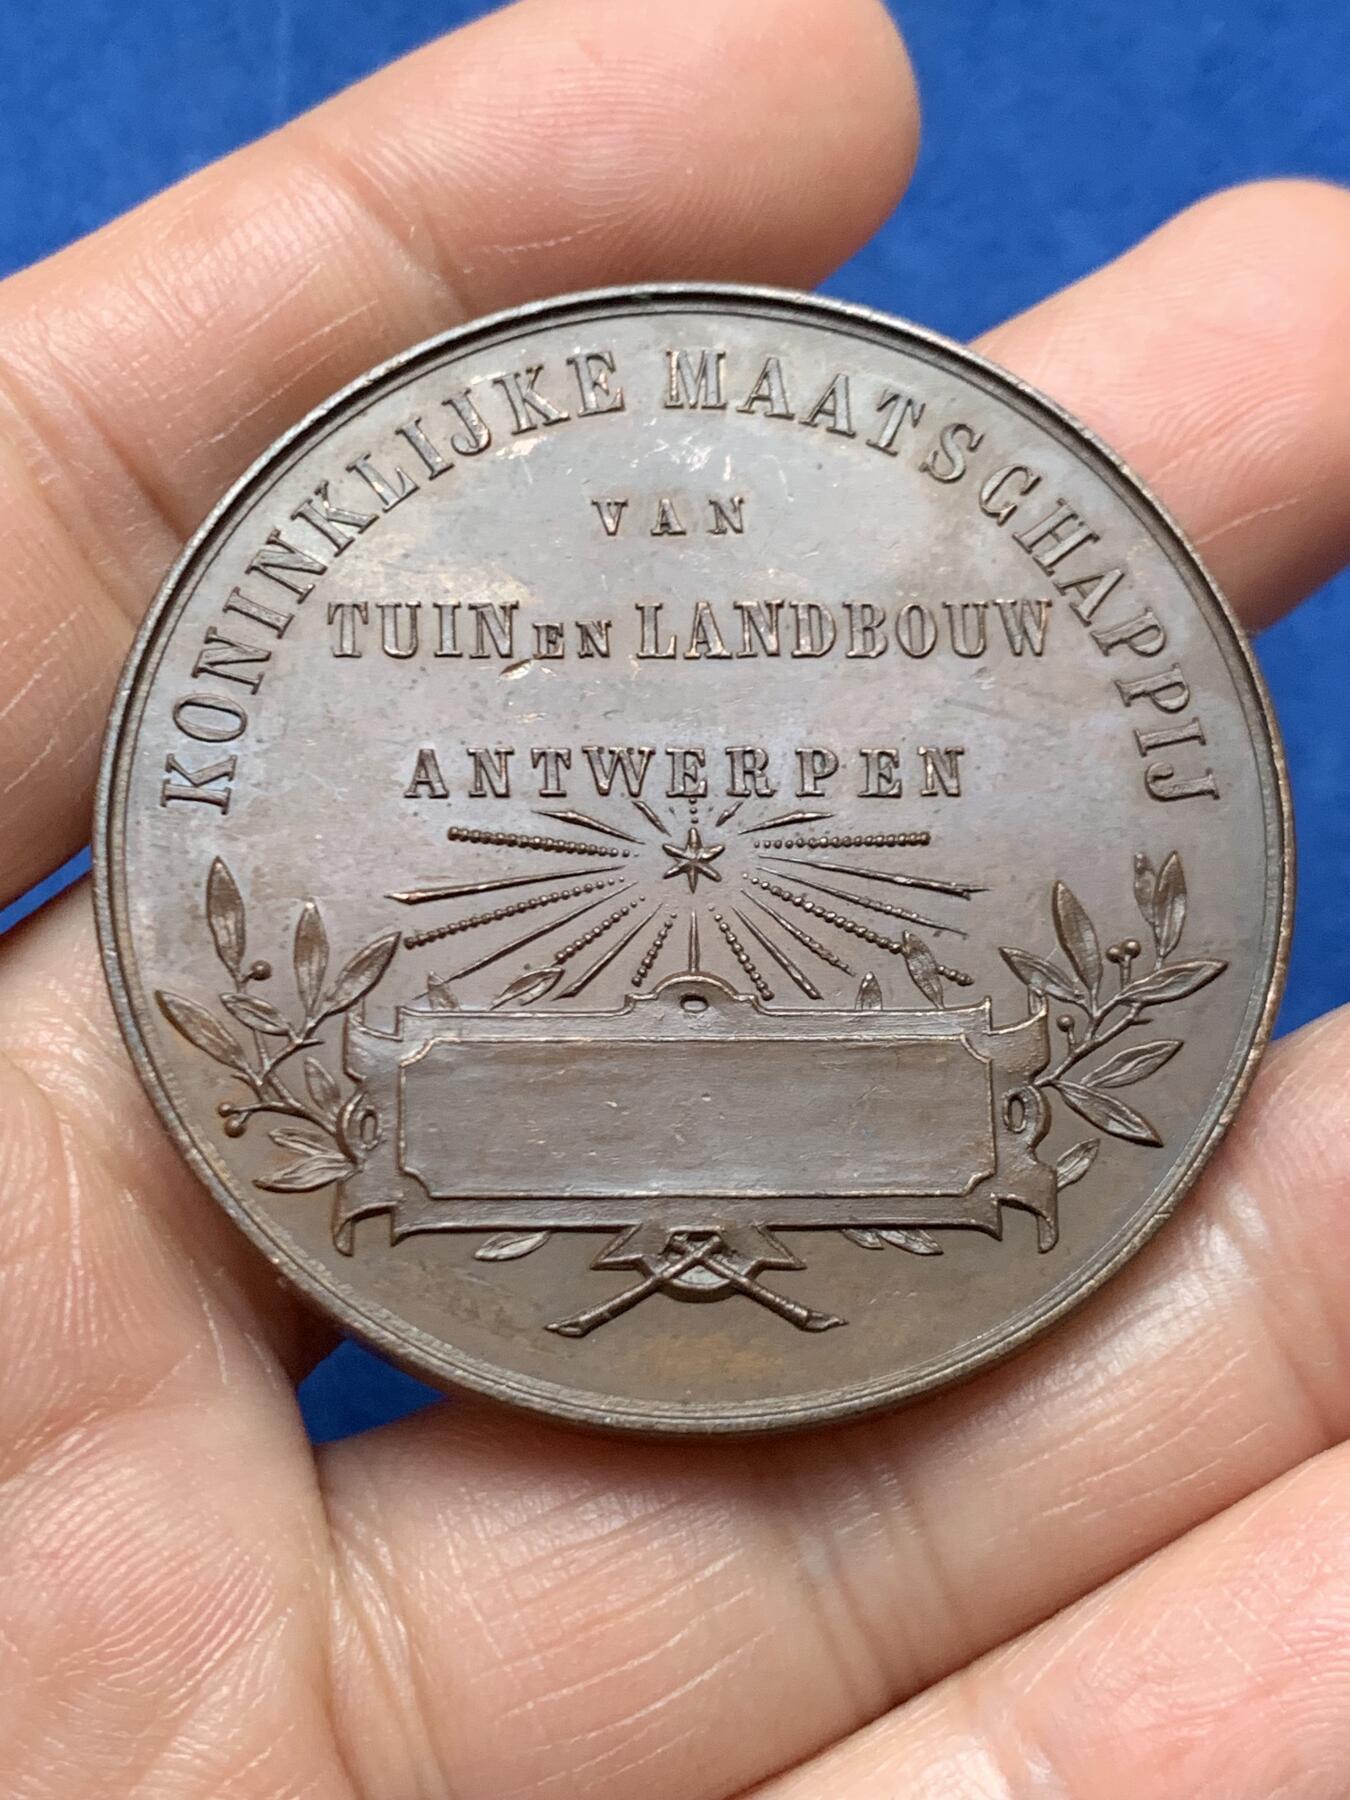 KONINKLIJKE MAATSCHAPPIJ
VAN
TUIN EN LANDBOUW
ANTWERPEN